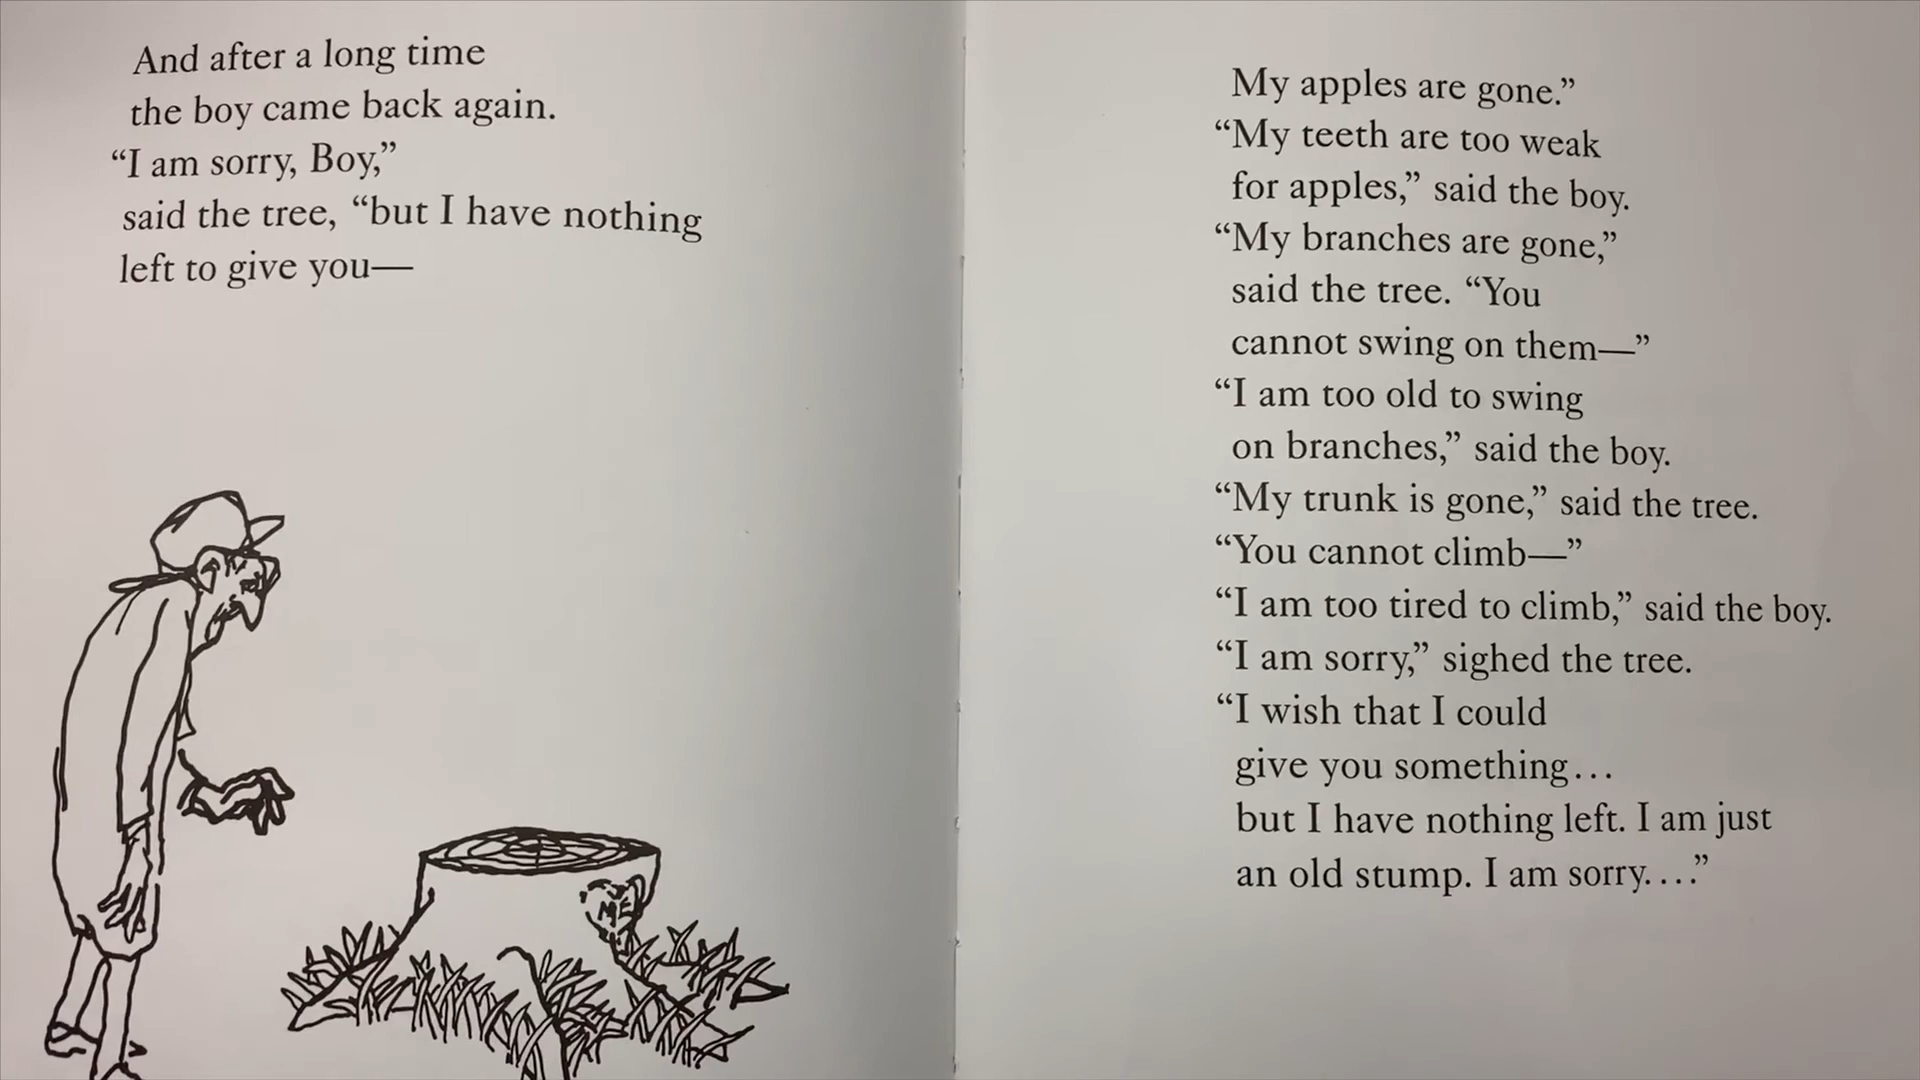 And after a long time
the boy came back again.
“I am sorry, Boy,”
said the tree, “but I have nothing
left to give you—
ME
My apples are gone.”
“My teeth are too weak
for apples,” said the boy.
“My branches are gone,”
said the tree. “You
cannot swing on them—”
“I am too old to swing
on branches,” said the boy.
“My trunk is gone,” said the tree.
“You cannot climb—”
“I am too tired to climb,” said the boy.
“I am sorry,” sighed the tree.
“I wish that I could
give you something...
but I have nothing left. I am just
an old stump. I am sorry....”